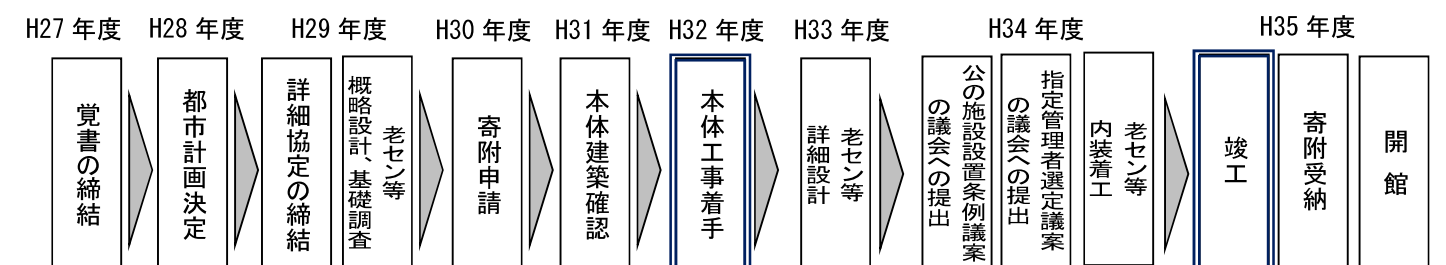 H27 年度
H28 年度
H29 年度
H30 年度
H31 年度
H32 年度
H33 年度
H34 年度
H35 年度
覚書の締結
都市計画決定
詳細協定の締結
老セン等
概略設計、基礎調査
寄附申請
本体建築確認
本体工事着手
老セン等
詳細設計
公の施設設置条例議案
の議会への提出
指定管理者選定議案
の議会への提出
老セン等
内装着工
竣工
寄附受納
開館